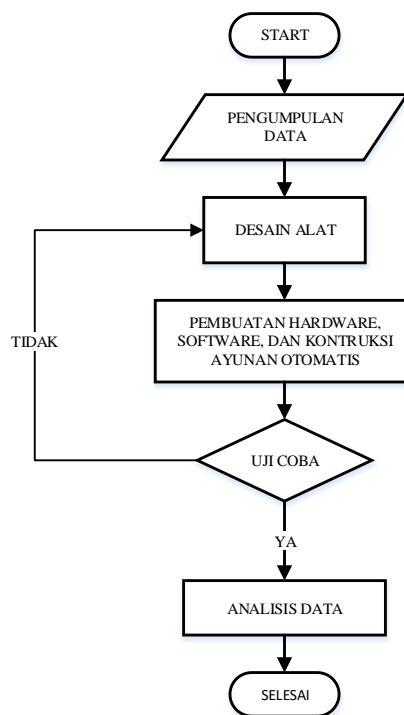 START
PENGUMPULAN
DATA
DESAIN ALAT
PEMBUATAN HARDWARE,
SOFTWARE, DAN KONTRUKSI
AYUNAN OTOMATIS
TIDAK
UJI COBA
YA
ANALISIS DATA
SELESAI